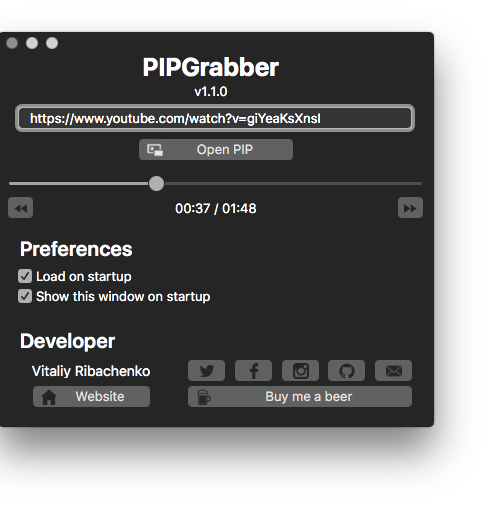 PIPGrabber
v1.1.0
https://www.youtube.com/watch?v=giYeaKsXnsI
Open PIP
00:37 / 01:48
Preferences
Load on startup
Show this window on startup
Developer
Vitaliy Ribachenko
Website
Buy me a beer